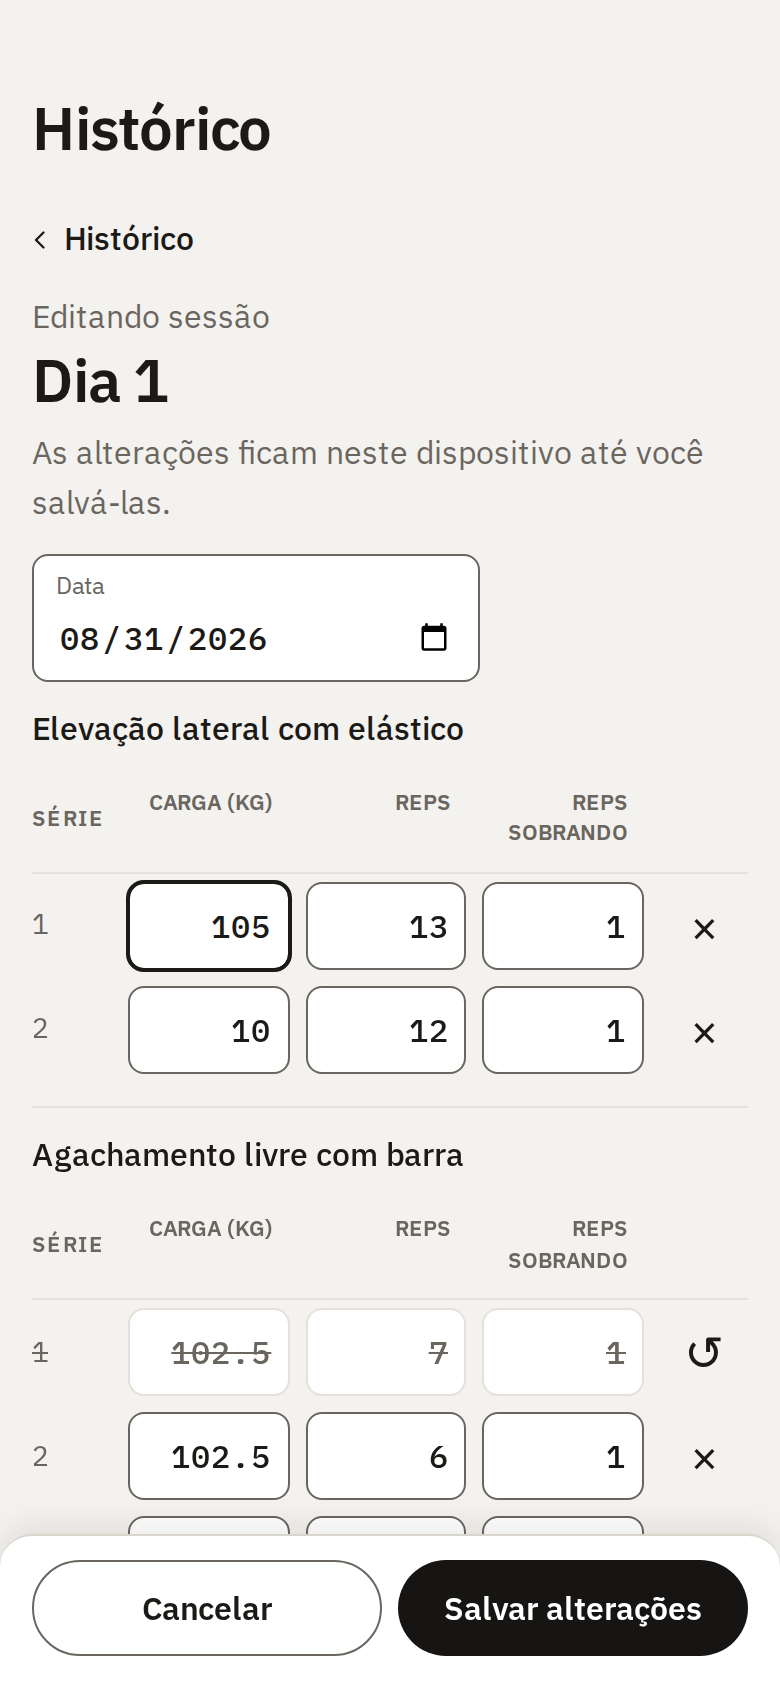 Histórico
Histórico
Editando sessão
Dia 1
As alterações ficam neste dispositivo até você
salvá-las.
Data
08/31/2026
Elevação lateral com elástico
SÉRIE CARGA (KG) REPS REPS SOBRANDO
1 105 13 1 ×
2 10 12 1 ×
Agachamento livre com barra
SÉRIE CARGA (KG) REPS REPS SOBRANDO
1 102.5 7 1 ↺
2 102.5 6 1 ×
Cancelar Salvar alterações